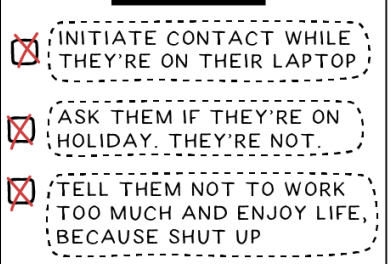 INITIATE CONTACT WHILE
THEY'RE ON THEIR LAPTOP
ASK THEM IF THEY'RE ON
HOLIDAY. THEY'RE NOT.
TELL THEM NOT TO WORK
TOO MUCH AND ENJOY LIFE,
BECAUSE SHUT UP